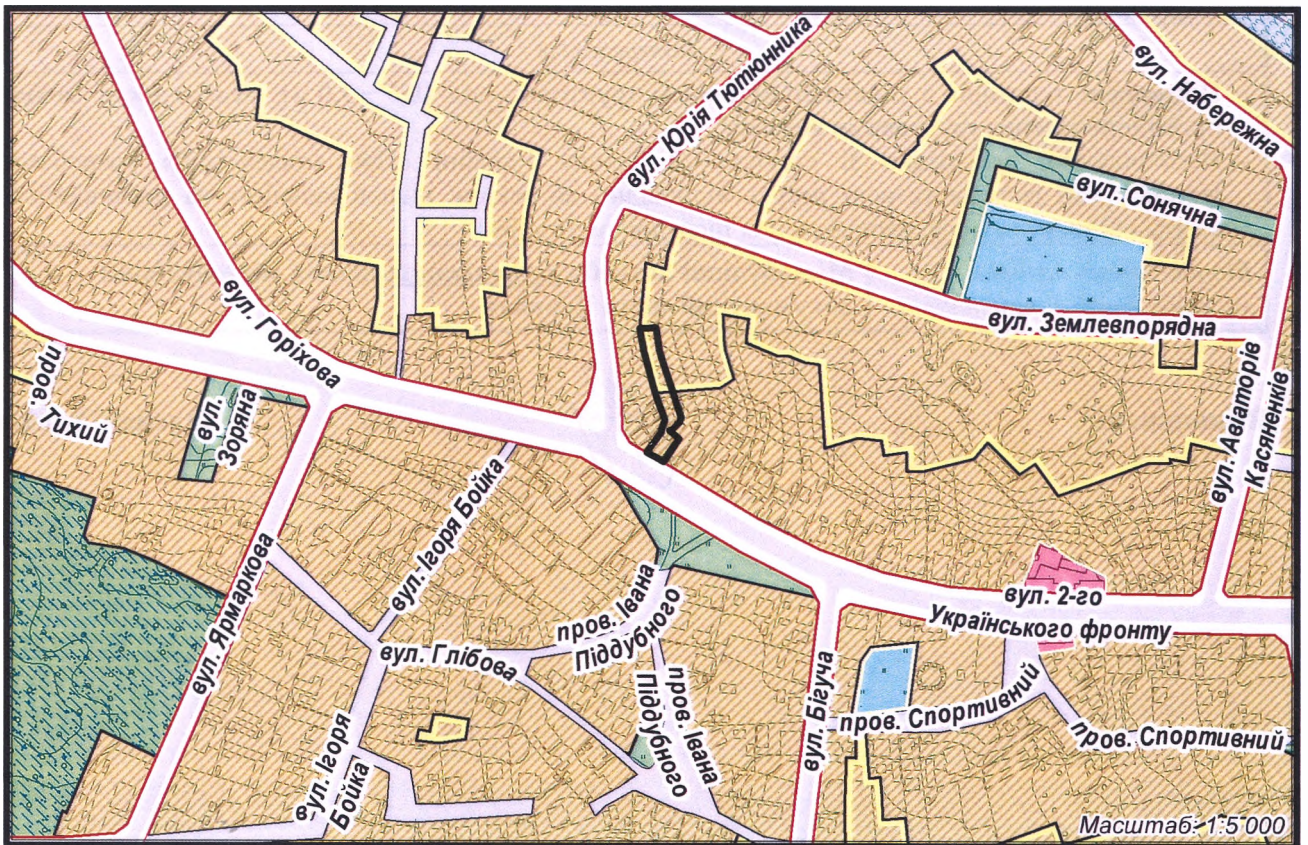 вул. Юрія Тютюнника
вул. Набережна
вул. Сонячна
вул. Горіхова
вул. Землевпорядна
пров.
Тихий
вул.
Зоряна
вул. Авіаторів
Касяненків
вул. Ігоря Бойка
вул. Ярмаркова
пров. Івана
Піддубного
вул. 2-го
Українського фронту
вул. Глібова
пров. Івана
Піддубного
вул. Бігуча
пров. Спортивний
пров. Спортивний
вул. Ігоря
Бойка
Масштаб: 1:5 000